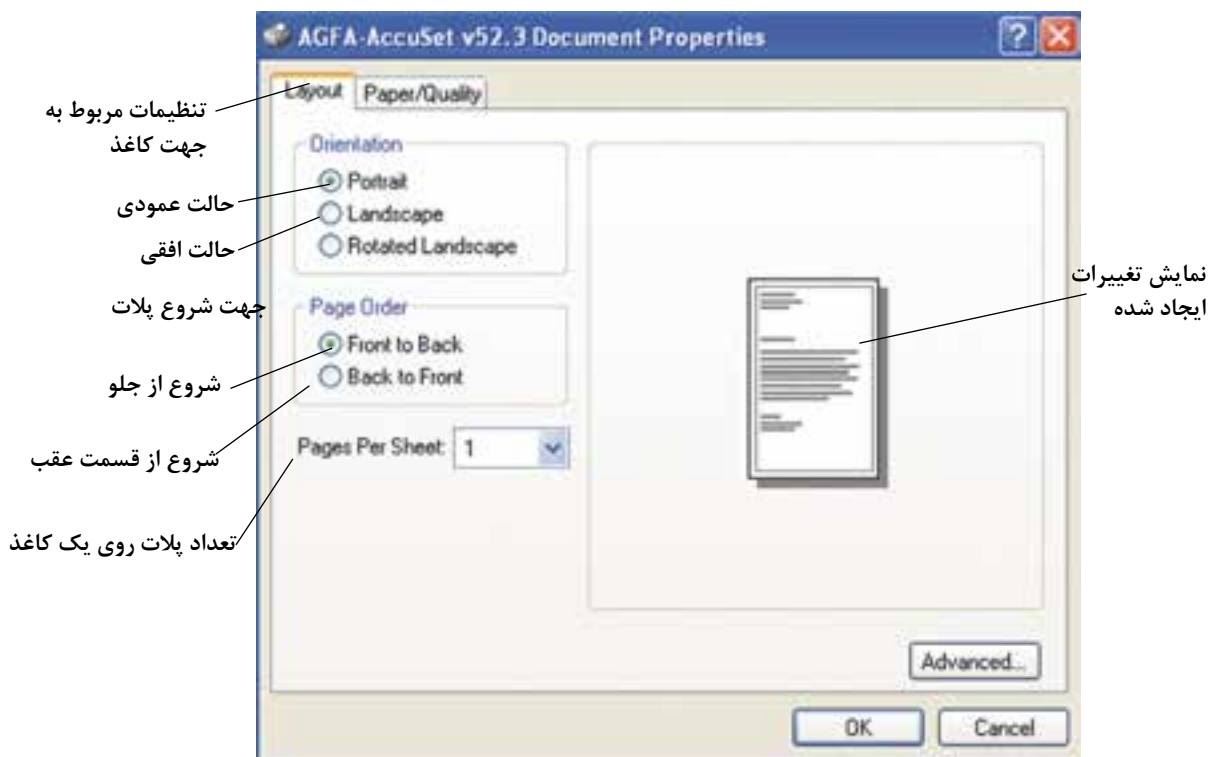 AGFA-AccuSet v52.3 Document Properties
Layout
Paper/Quality
تنظیمات مربوط به
جهت کاغذ
Orientation
Portrait
حالت عمودی
Landscape
حالت افقی
Rotated Landscape
نمایش تغییرات
ایجاد شده
جهت شروع پلات
Page Order
Front to Back
شروع از جلو
Back to Front
شروع از قسمت عقب
Pages Per Sheet: 1
تعداد پلات روی یک کاغذ
Advanced...
OK
Cancel